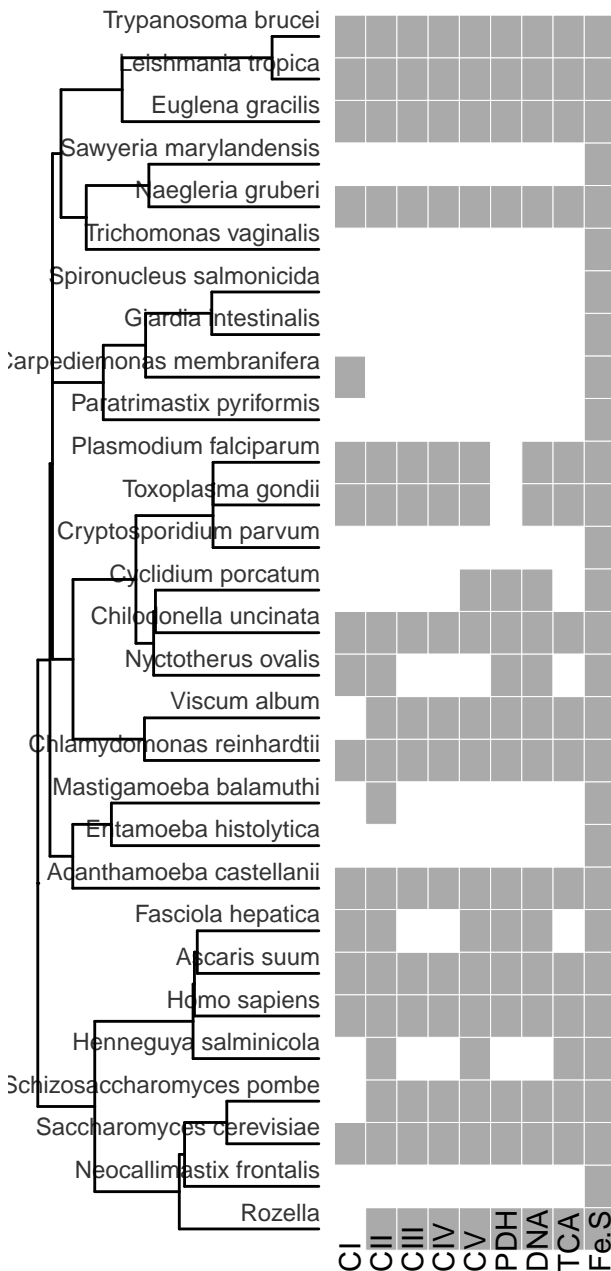 Trypanosoma brucei
Leishmania tropica
Euglena gracilis
Sawyeria marylandensis
Naegleria gruberi
Trichomonas vaginalis
Spironucleus salmonicida
Giardia intestinalis
Carpediemonas membranifera
Paratrimastix pyriformis
Plasmodium falciparum
Toxoplasma gondii
Cryptosporidium parvum
Cyclidium porcatum
Chilodonella uncinata
Nyctotherus ovalis
Viscum album
Chlamydomonas reinhardtii
Mastigamoeba balamuthi
Entamoeba histolytica
Acanthamoeba castellanii
Fasciola hepatica
Ascaris suum
Homo sapiens
Henneguya salminicola
Schizosaccharomyces pombe
Saccharomyces cerevisiae
Neocallimastix frontalis
Rozella
CI
CII
CIII
CIV
CV
PDH
DNA
TCA
Fe.S